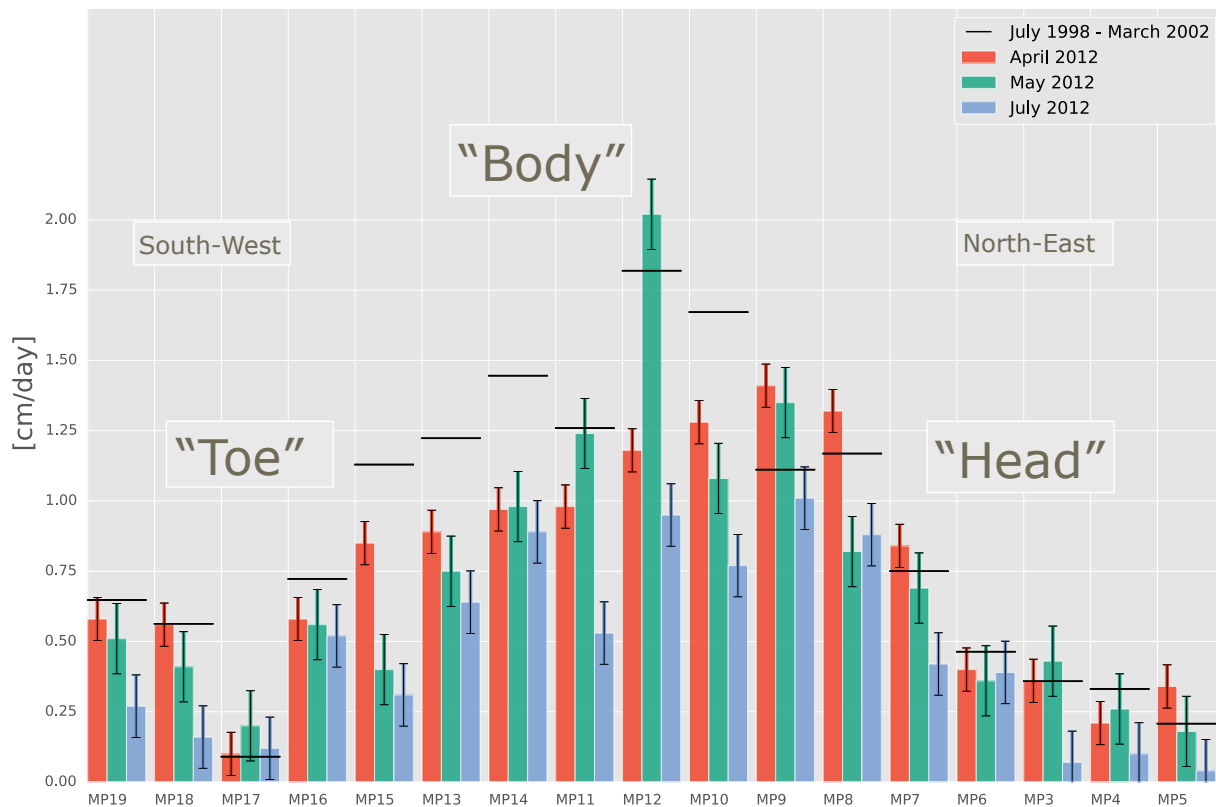 July 1998 - March 2002
April 2012
May 2012
July 2012
“Body”
South-West
North-East
“Toe”
“Head”
[cm/day]
2.00
1.75
1.50
1.25
1.00
0.75
0.50
0.25
0.00
MP19 MP18 MP17 MP16 MP15 MP13 MP14 MP11 MP12 MP10 MP9 MP8 MP7 MP6 MP3 MP4 MP5